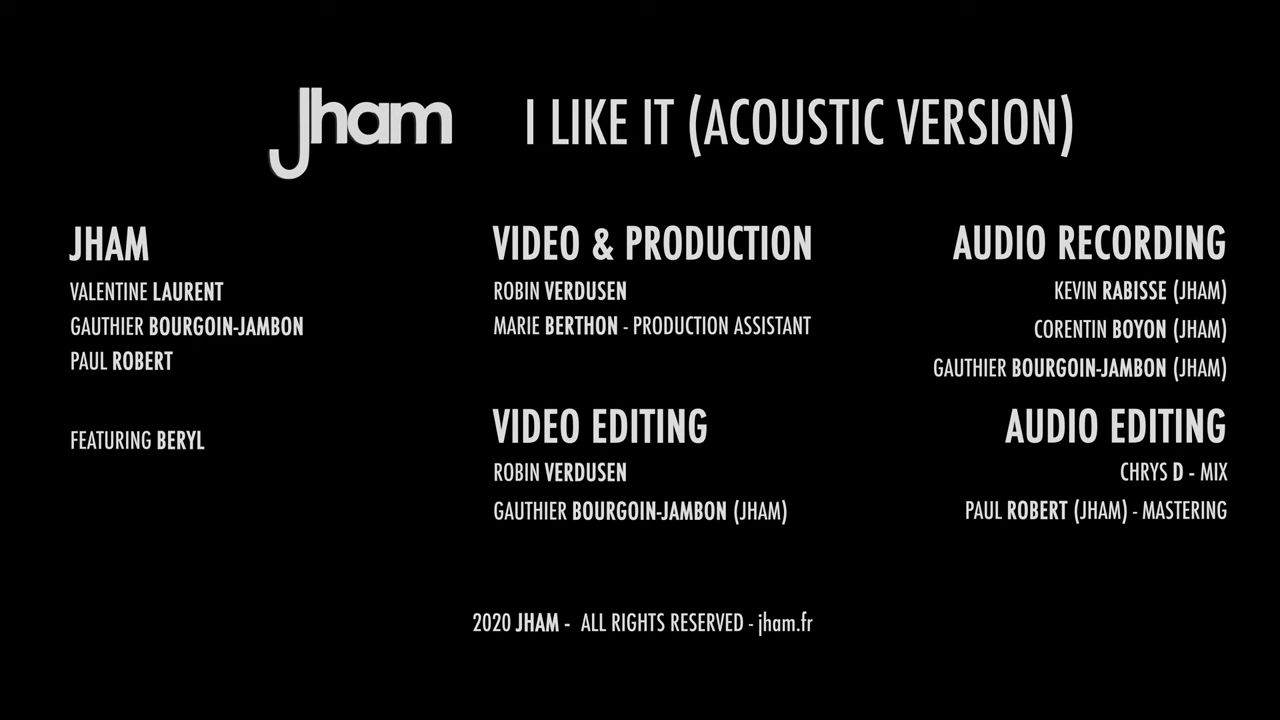 Jham I LIKE IT (ACOUSTIC VERSION)
JHAM
VALENTINE LAURENT
GAUTHIER BOURGOIN-JAMBON
PAUL ROBERT
FEATURING BERYL
VIDEO & PRODUCTION
ROBIN VERDUSEN
MARIE BERTHON - PRODUCTION ASSISTANT
VIDEO EDITING
ROBIN VERDUSEN
GAUTHIER BOURGOIN-JAMBON (JHAM)
AUDIO RECORDING
KEVIN RABISSE (JHAM)
CORENTIN BOYON (JHAM)
GAUTHIER BOURGOIN-JAMBON (JHAM)
AUDIO EDITING
CHRYS D - MIX
PAUL ROBERT (JHAM) - MASTERING
2020 JHAM - ALL RIGHTS RESERVED - jham.fr